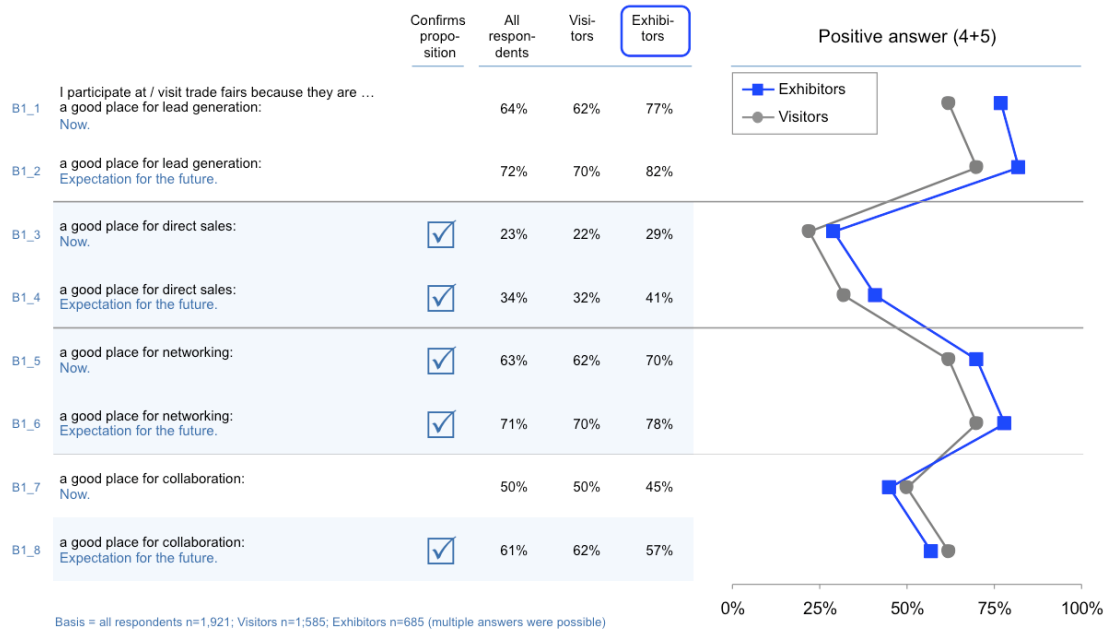 Confirms
propo-
sition
All
respon-
dents
Visi-
tors
Exhibi-
tors
Positive answer (4+5)
I participate at / visit trade fairs because they are …
B1_1 a good place for lead generation: 64% 62% 77%
Now.
Exhibitors
Visitors
a good place for lead generation:
B1_2 Expectation for the future. 72% 70% 82%
a good place for direct sales:
B1_3 Now. 23% 22% 29%
a good place for direct sales:
B1_4 Expectation for the future. 34% 32% 41%
a good place for networking:
B1_5 Now. 63% 62% 70%
a good place for networking:
B1_6 Expectation for the future. 71% 70% 78%
a good place for collaboration:
B1_7 Now. 50% 50% 45%
a good place for collaboration:
B1_8 Expectation for the future. 61% 62% 57%
0% 25% 50% 75% 100%
Basis = all respondents n=1,921; Visitors n=1;585; Exhibitors n=685 (multiple answers were possible)